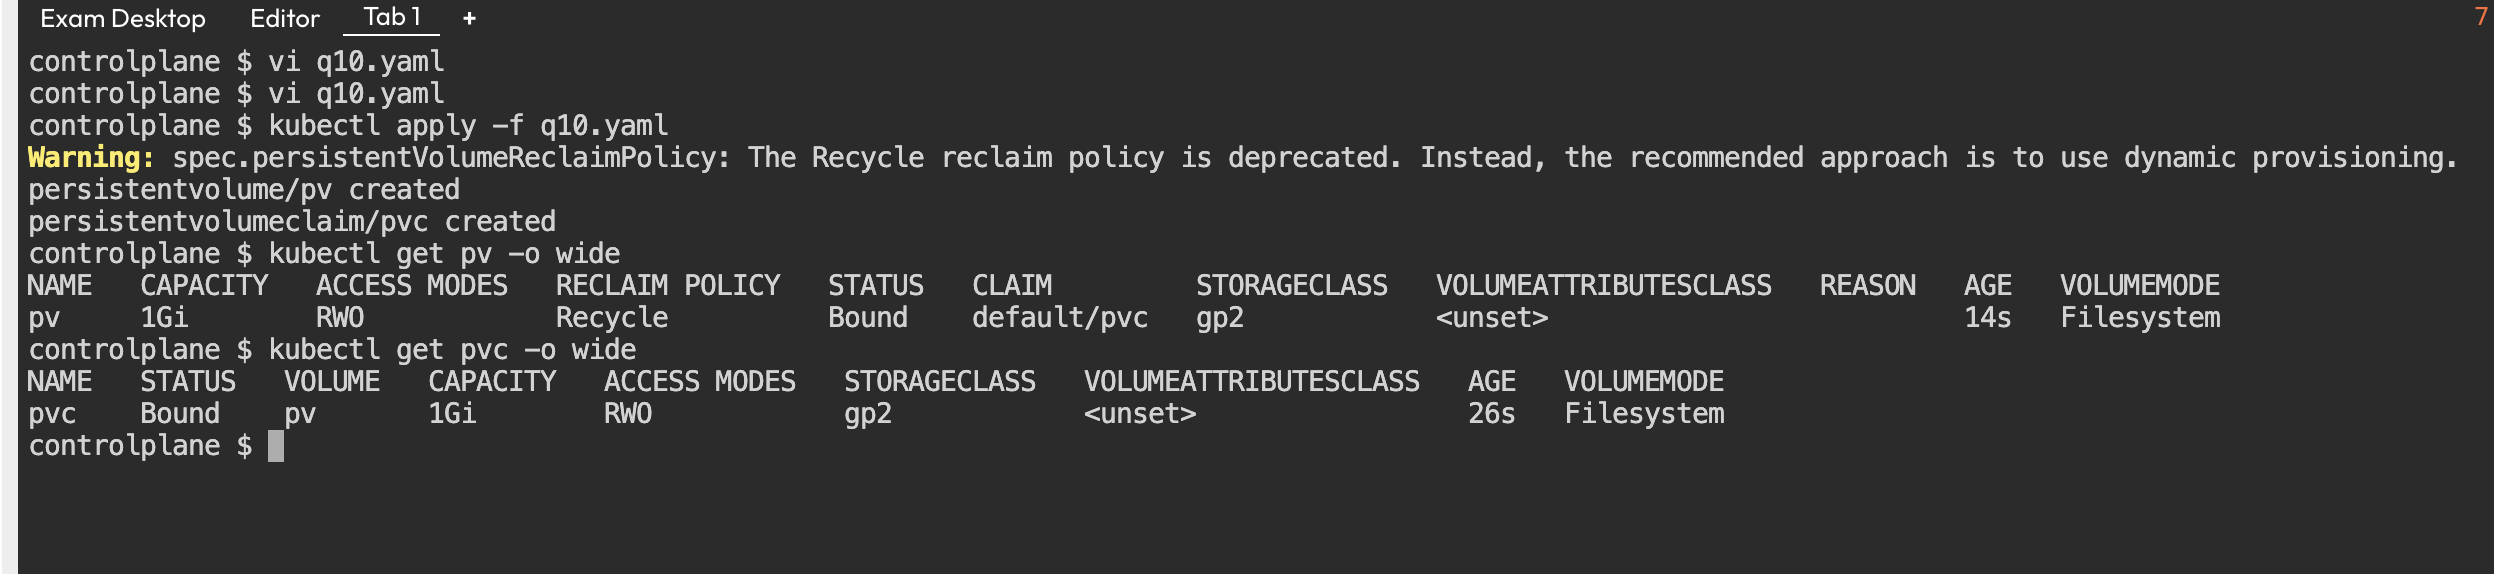 Exam Desktop Editor Tab 1 + 7
controlplane $ vi q10.yaml
controlplane $ vi q10.yaml
controlplane $ kubectl apply -f q10.yaml
Warning: spec.persistentVolumeReclaimPolicy: The Recycle reclaim policy is deprecated. Instead, the recommended approach is to use dynamic provisioning.
persistentvolume/pv created
persistentvolumeclaim/pvc created
controlplane $ kubectl get pv -o wide
NAME CAPACITY ACCESS MODES RECLAIM POLICY STATUS CLAIM STORAGECLASS VOLUMEATTRIBUTESCLASS REASON AGE VOLUMEMODE
pv 1Gi RWO Recycle Bound default/pvc gp2 <unset> 14s Filesystem
controlplane $ kubectl get pvc -o wide
NAME STATUS VOLUME CAPACITY ACCESS MODES STORAGECLASS VOLUMEATTRIBUTESCLASS AGE VOLUMEMODE
pvc Bound pv 1Gi RWO gp2 <unset> 26s Filesystem
controlplane $